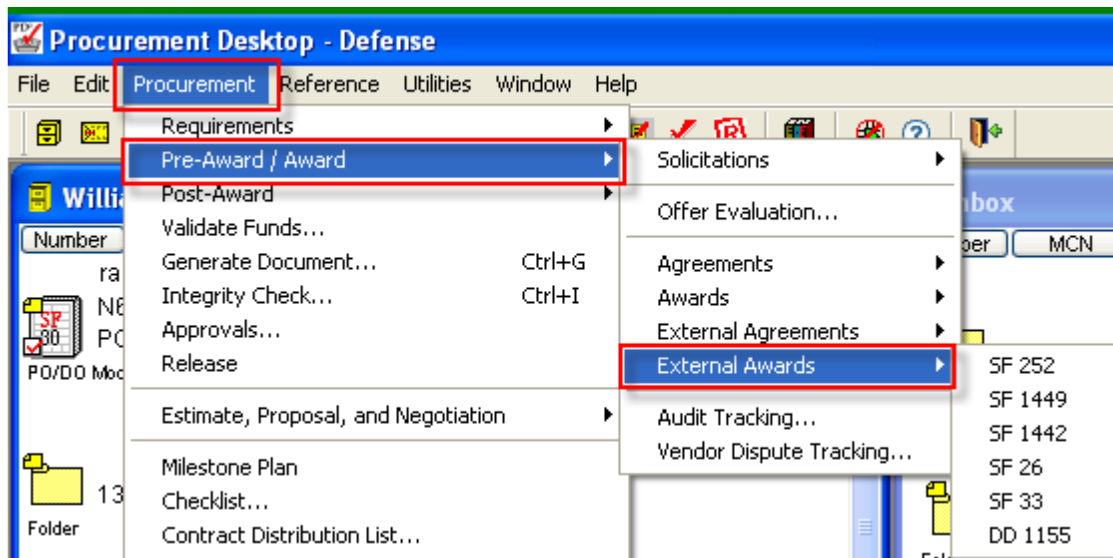 Procurement Desktop - Defense
File Edit Procurement Reference Utilities Window Help
Requirements
Pre-Award / Award
Post-Award
Validate Funds...
Generate Document... Ctrl+G
Integrity Check... Ctrl+I
Approvals...
Release
Estimate, Proposal, and Negotiation
Milestone Plan
Checklist...
Contract Distribution List...
Solicitations
Offer Evaluation...
Agreements
Awards
External Agreements
External Awards
Audit Tracking...
Vendor Dispute Tracking...
SF 252
SF 1449
SF 1442
SF 26
SF 33
DD 1155
Number
SF
30
PO/DO
13
Folder
MCN